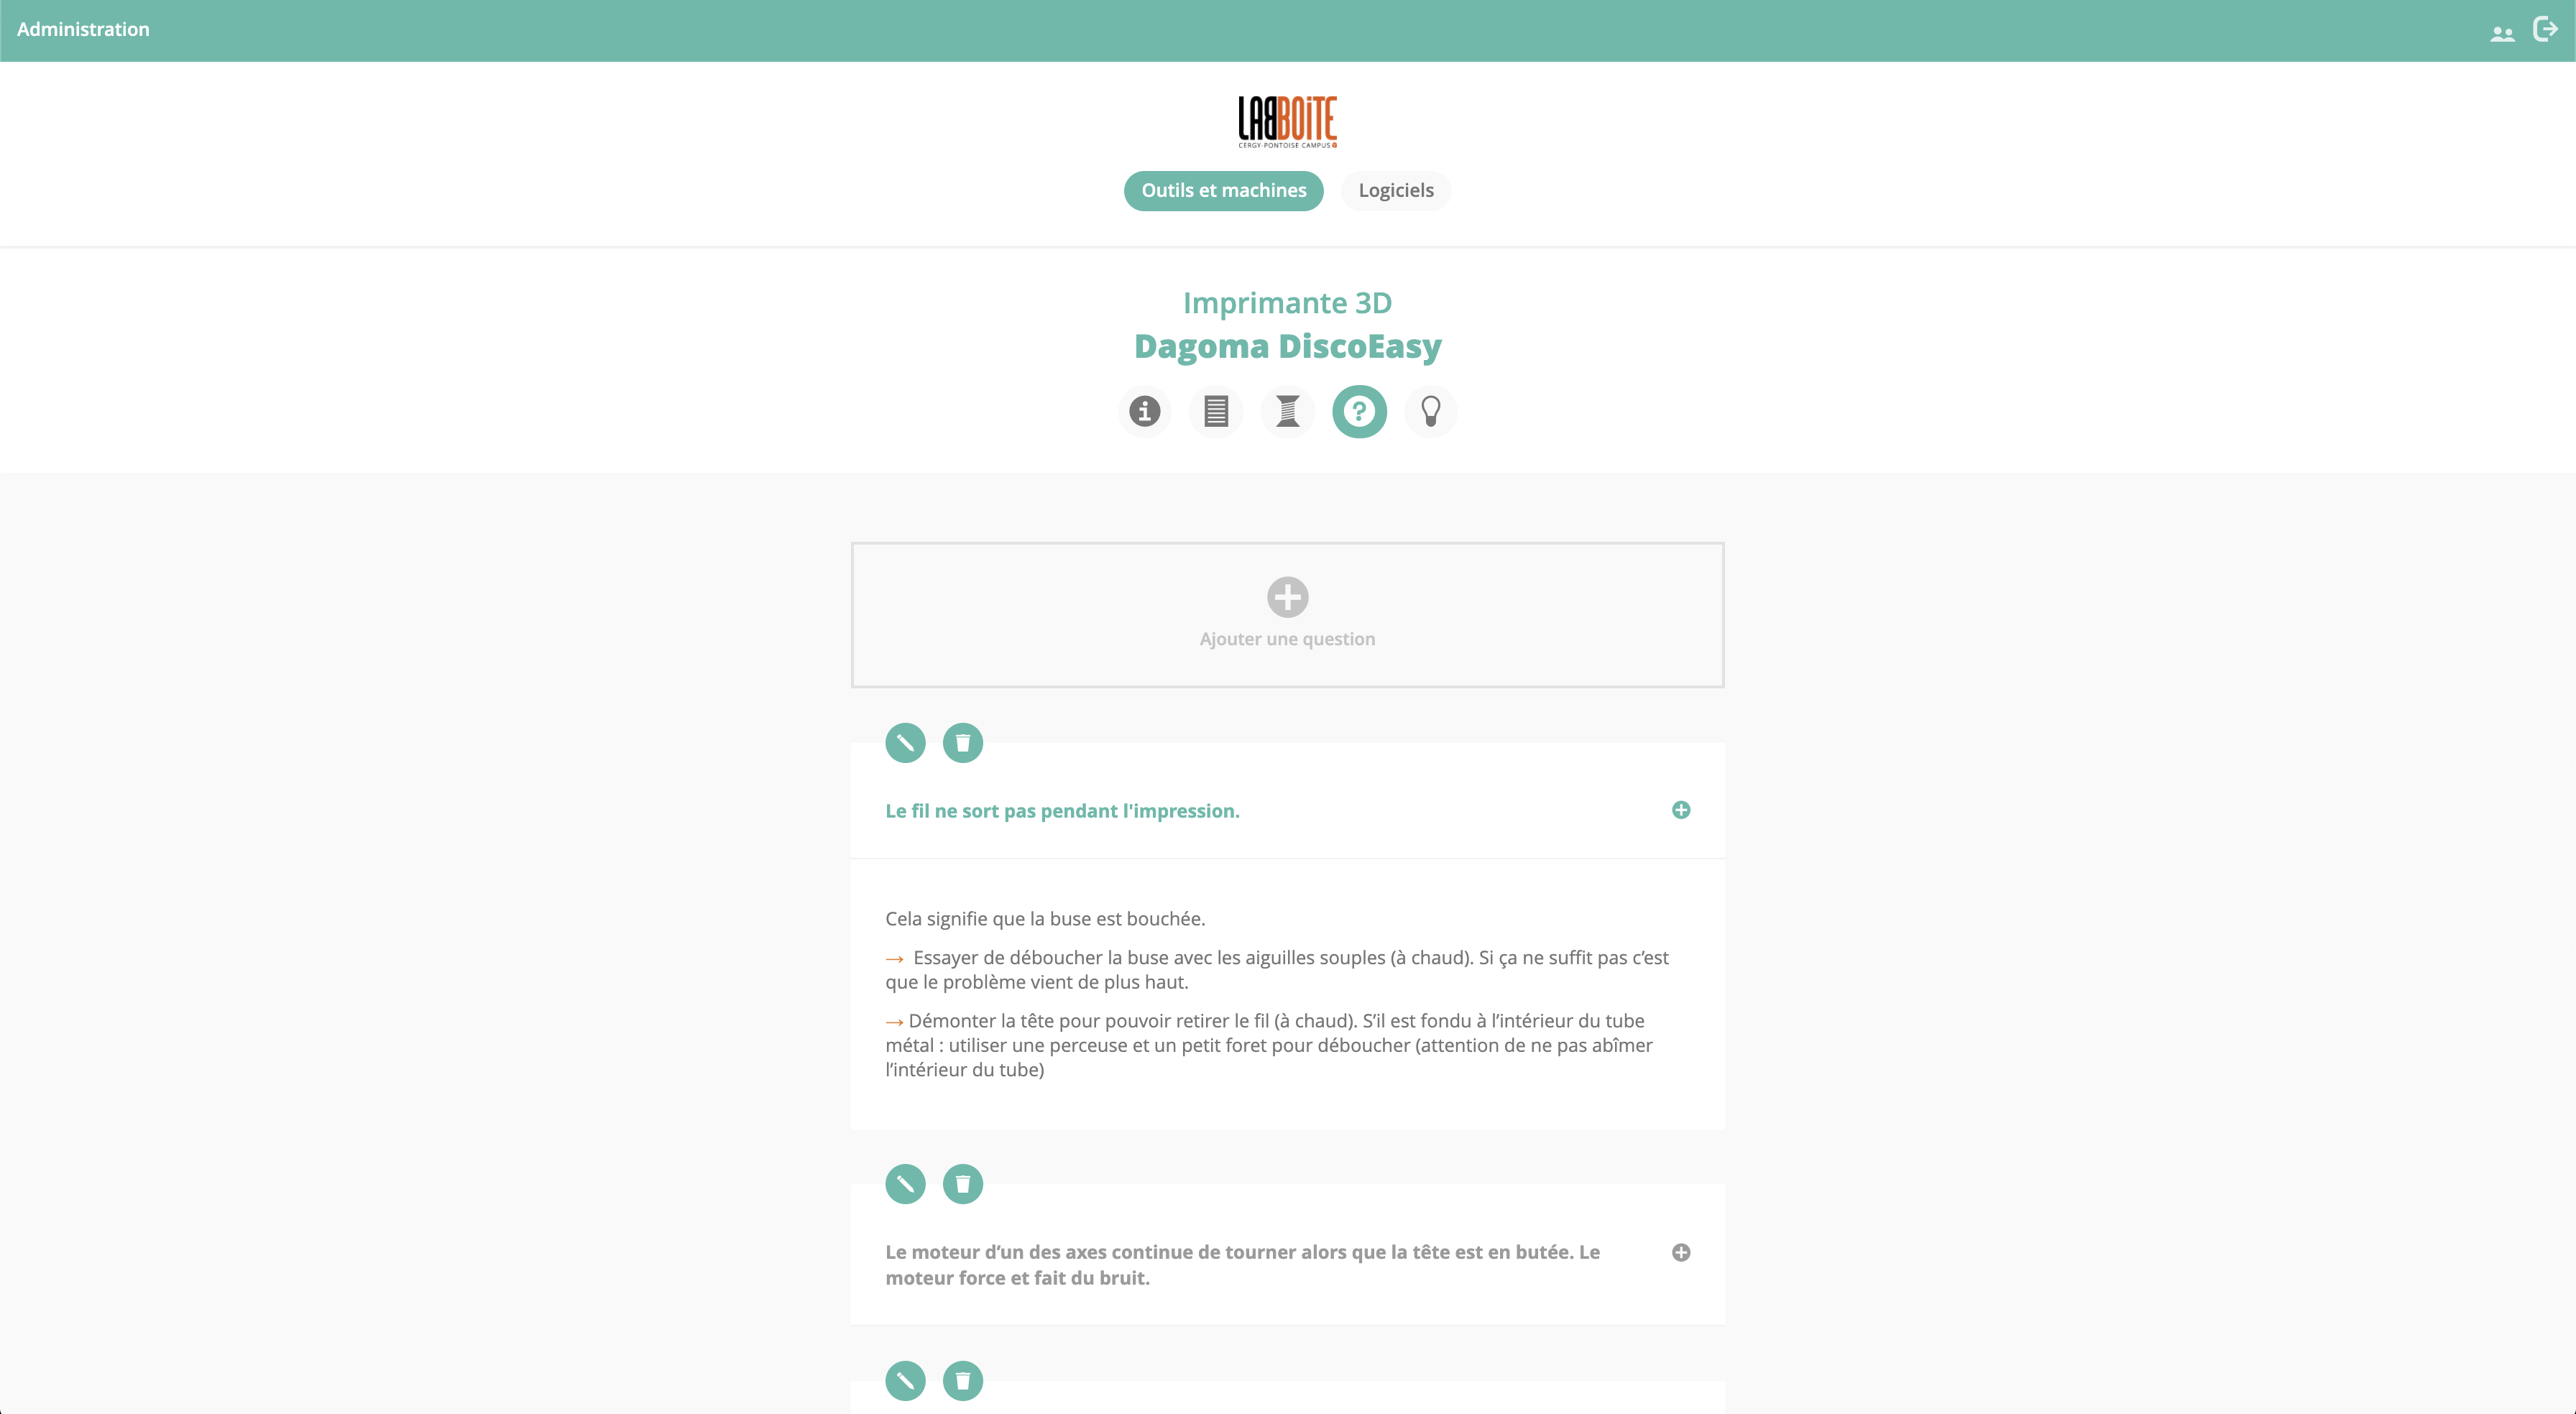 Administration
LABBOITE
CERGY-PONTOISE CAMPUS
Outils et machines
Logiciels
Imprimante 3D
Dagoma DiscoEasy
Ajouter une question
Le fil ne sort pas pendant l'impression.
Cela signifie que la buse est bouchée.
→ Essayer de déboucher la buse avec les aiguilles souples (à chaud). Si ça ne suffit pas c’est
que le problème vient de plus haut.
→ Démonter la tête pour pouvoir retirer le fil (à chaud). S’il est fondu à l’intérieur du tube
métal : utiliser une perceuse et un petit foret pour déboucher (attention de ne pas abîmer
l’intérieur du tube)
Le moteur d’un des axes continue de tourner alors que la tête est en butée. Le
moteur force et fait du bruit.